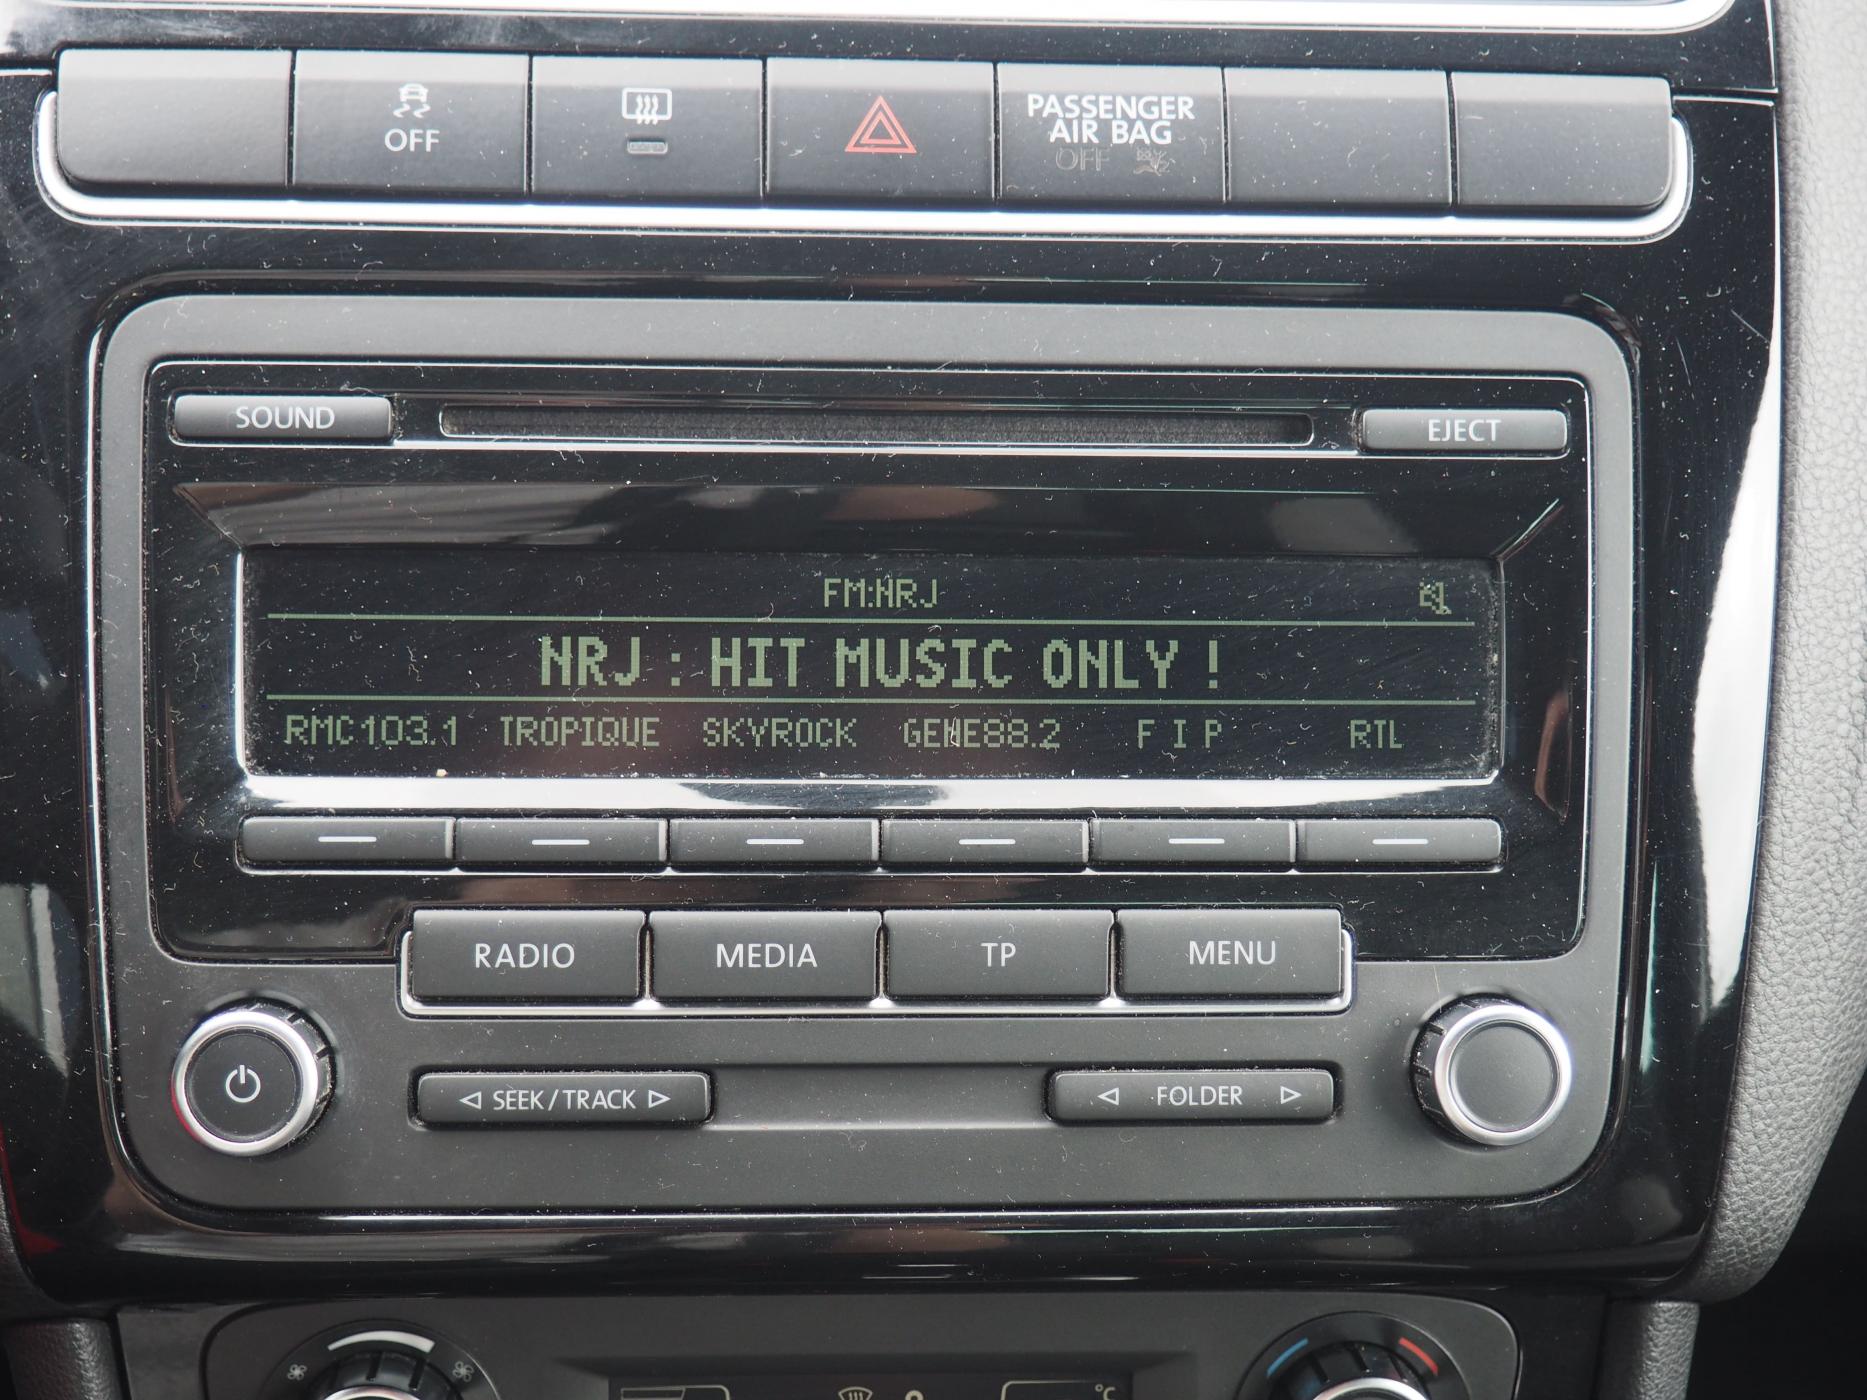 OFF
PASSENGER
AIR BAG
OFF
SOUND
EJECT
FM:NRJ
NRJ : HIT MUSIC ONLY !
RMC103.1 TROPIQUE SKYROCK GENE88.2 F I P RTL
RADIO MEDIA TP MENU
SEEK/TRACK FOLDER
°C